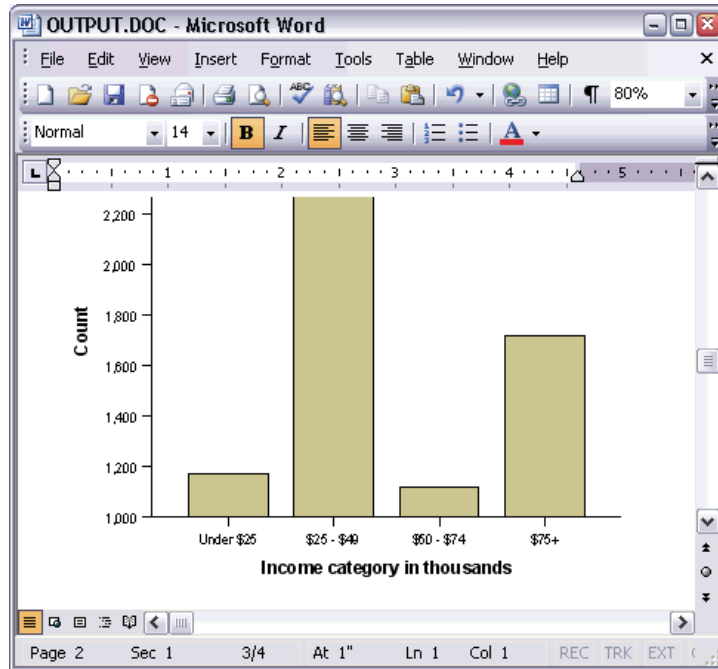 OUTPUT.DOC - Microsoft Word
File Edit View Insert Format Tools Table Window Help
ABC ¶ 80%
Normal 14 B I A
L 1 2 3 4 5
2,200
2,000
1,800
1,600
1,400
1,200
1,000
Count
Under $25 $25 - $49 $50 - $74 $75+
Income category in thousands
Page 2 Sec 1 3/4 At 1" Ln 1 Col 1 REC TRK EXT